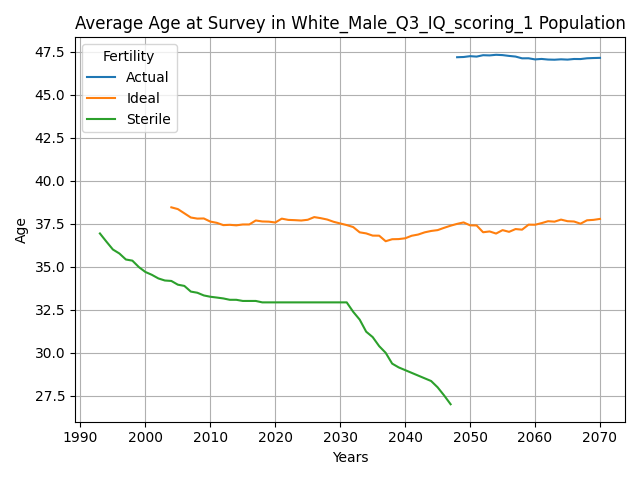 Average Age at Survey in White_Male_Q3_IQ_scoring_1 Population
Fertility
Actual
Ideal
Sterile
47.5
45.0
42.5
40.0
37.5
35.0
32.5
30.0
27.5
Age
1990 2000 2010 2020 2030 2040 2050 2060 2070
Years